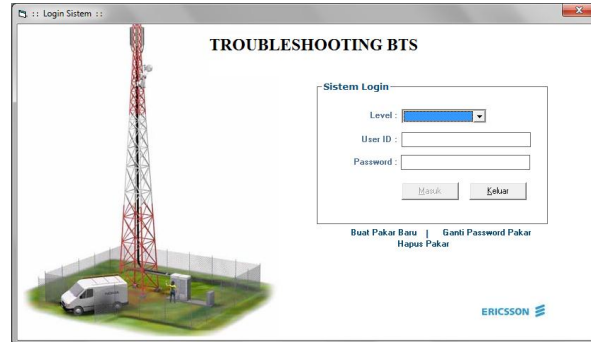 :: Login Sistem ::
TROUBLESHOOTING BTS
Sistem Login
Level :
User ID :
Password :
Masuk Keluar
Buat Pakar Baru | Ganti Password Pakar
Hapus Pakar
ERICSSON